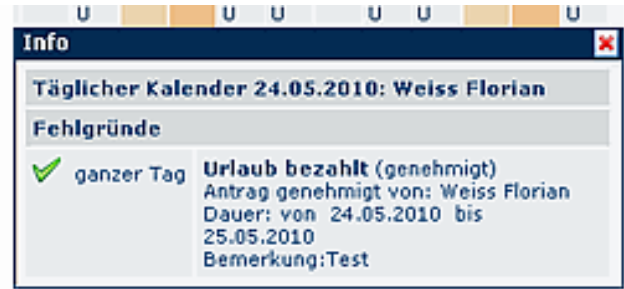 U U U U U U
Info
Täglicher Kalender 24.05.2010: Weiss Florian
Fehlgründe
ganzer Tag Urlaub bezahlt (genehmigt)
Antrag genehmigt von: Weiss Florian
Dauer: von 24.05.2010 bis
25.05.2010
Bemerkung:Test